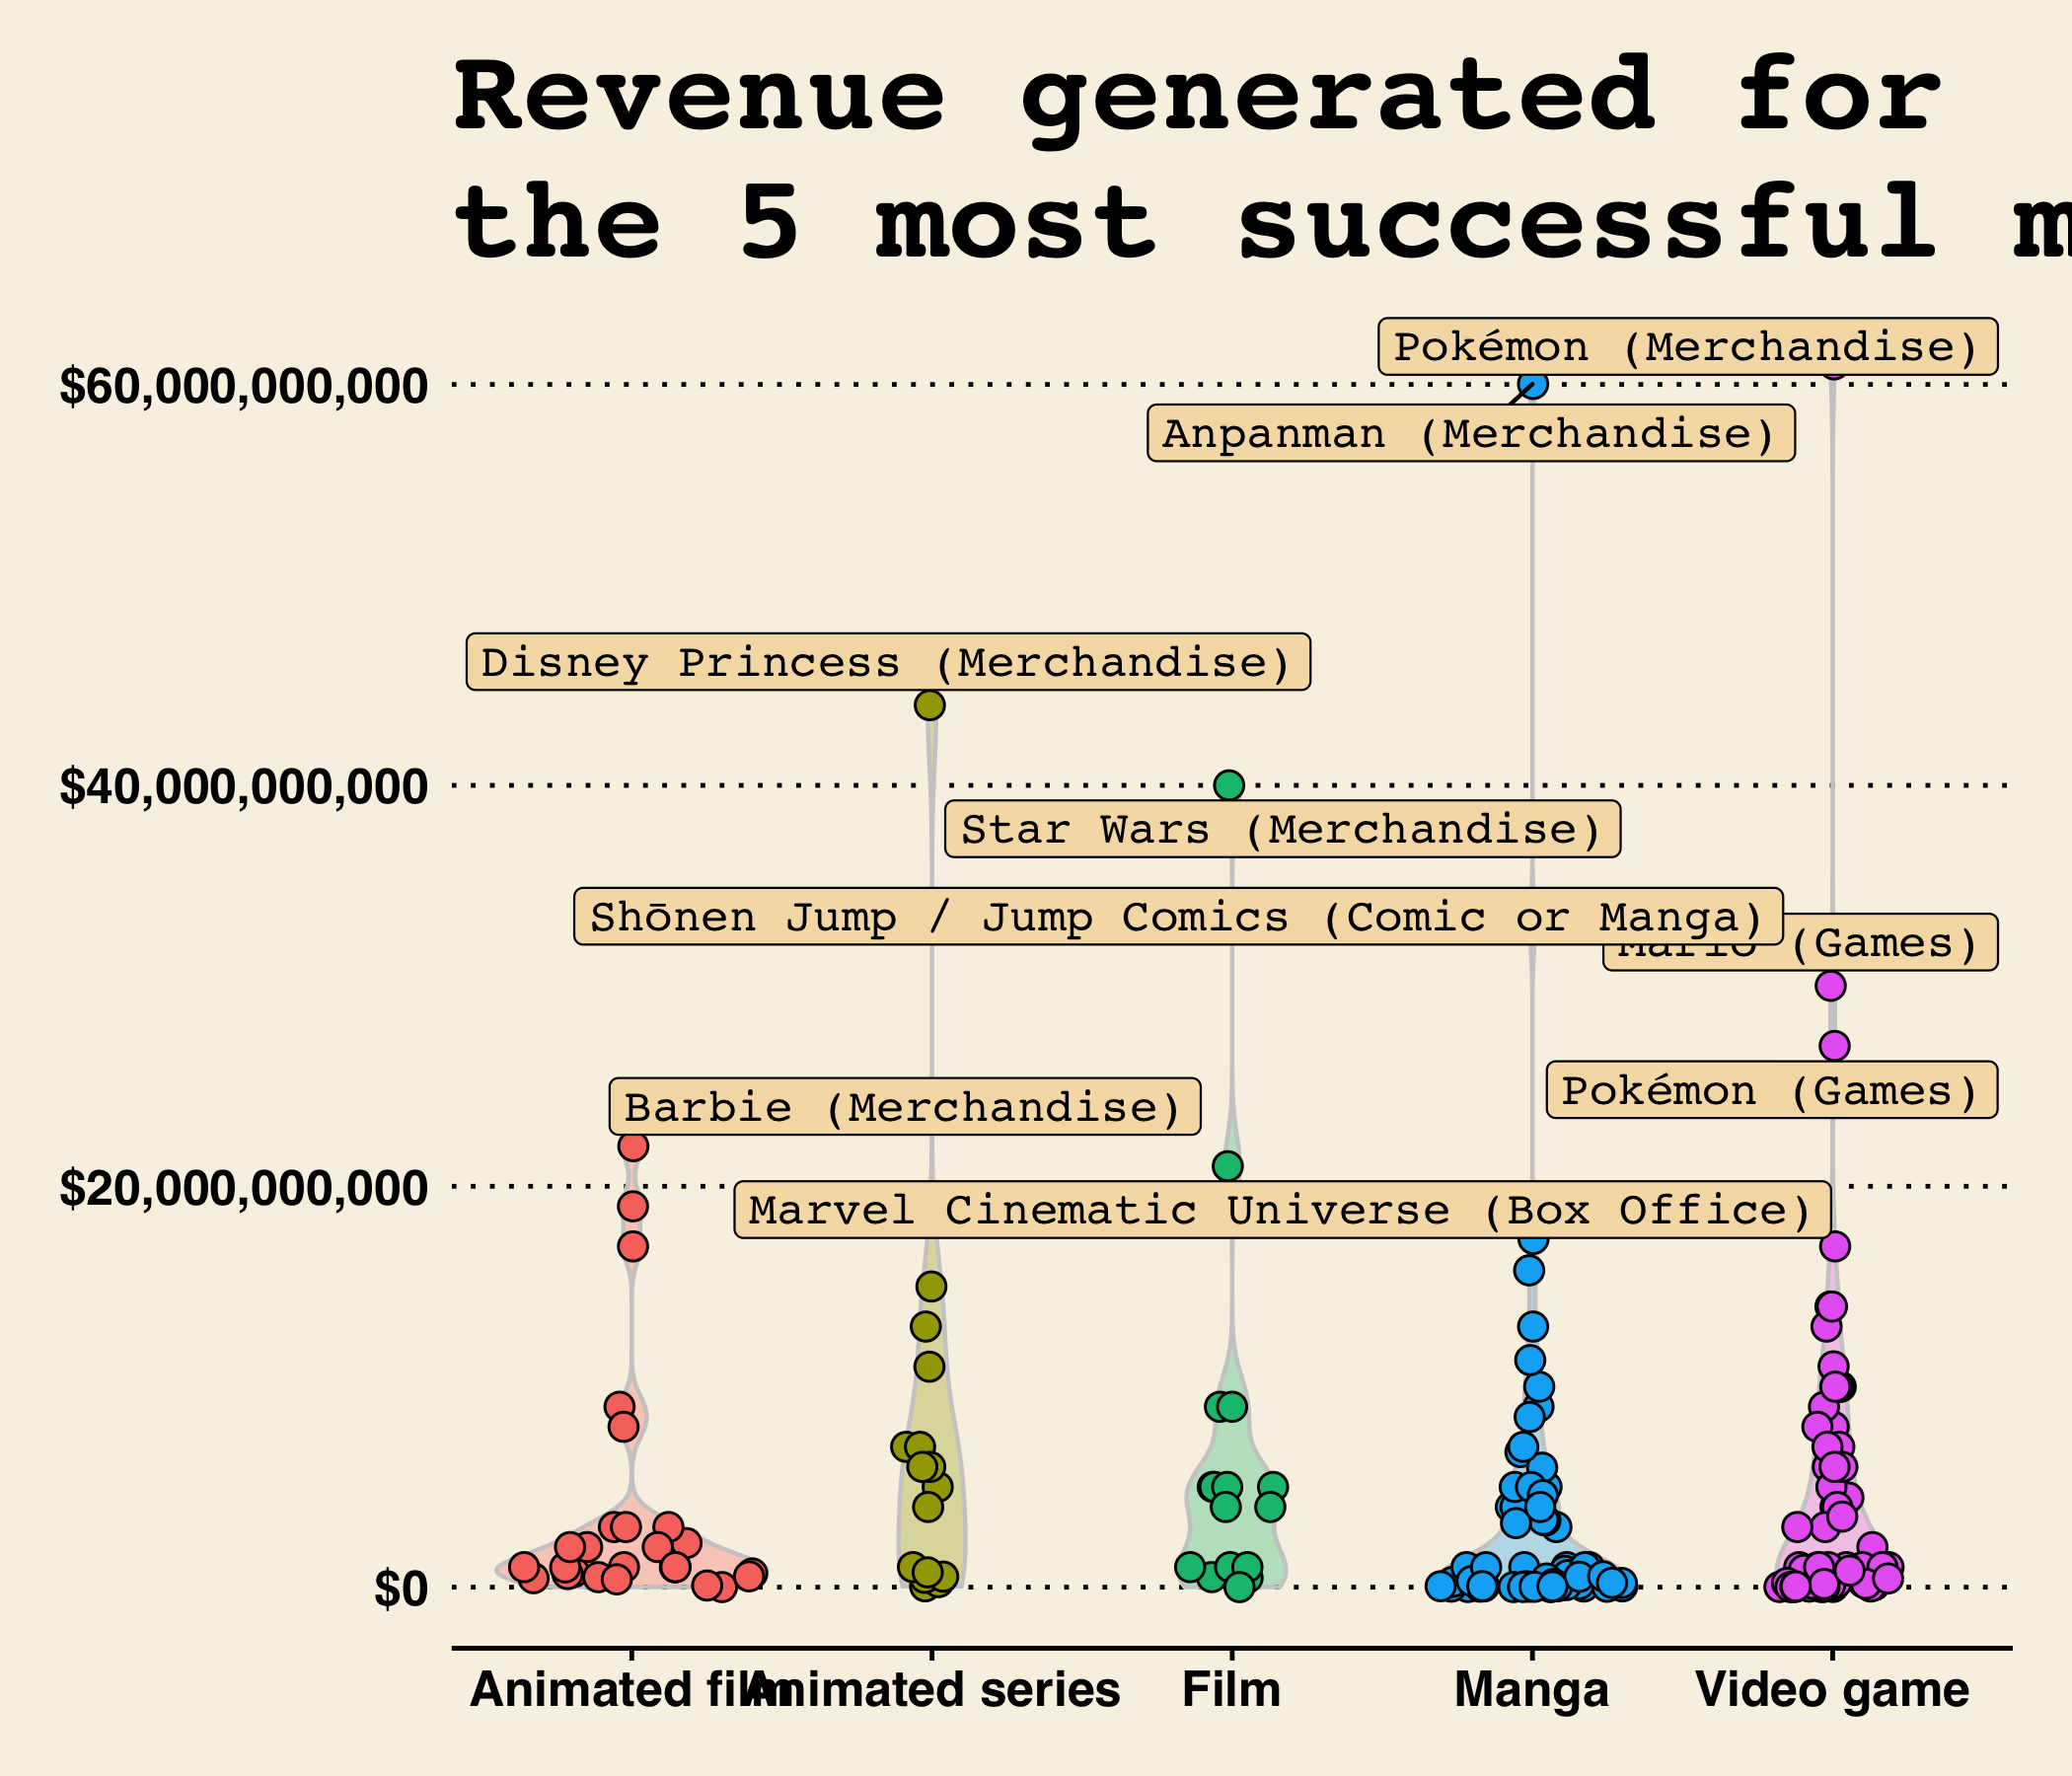 Revenue generated for
the 5 most successful m
Pokémon (Merchandise)
$60,000,000,000
Anpanman (Merchandise)
Disney Princess (Merchandise)
$40,000,000,000
Star Wars (Merchandise)
Shōnen Jump / Jump Comics (Comic or Manga)
Mario (Games)
Pokémon (Games)
Barbie (Merchandise)
$20,000,000,000
Marvel Cinematic Universe (Box Office)
$0
Animated film
Animated series
Film
Manga
Video game